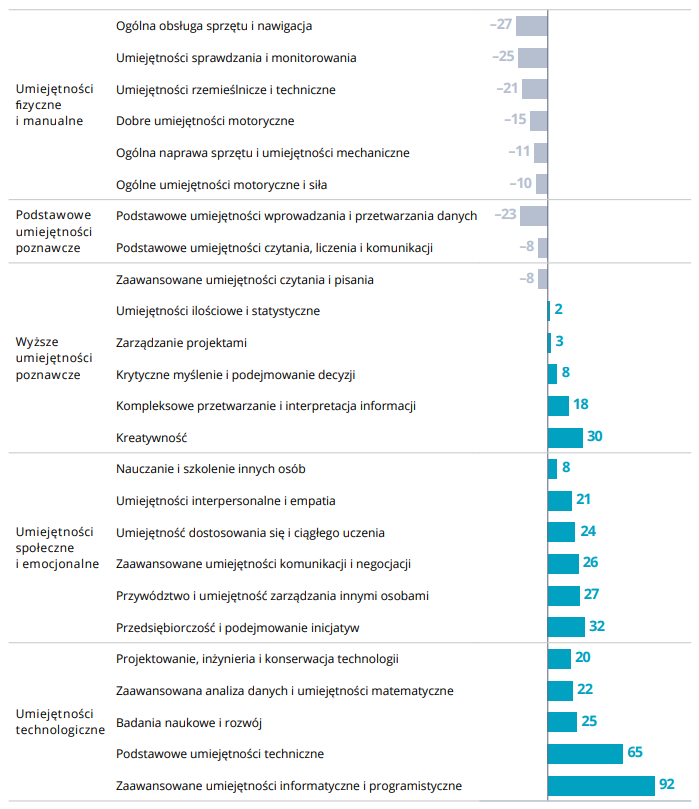 Ogólna obsługa sprzętu i nawigacja –27
Umiejętności sprawdzania i monitorowania –25
Umiejętności fizyczne i manualne
Umiejętności rzemieślnicze i techniczne –21
Dobre umiejętności motoryczne –15
Ogólna naprawa sprzętu i umiejętności mechaniczne –11
Ogólne umiejętności motoryczne i siła –10
Podstawowe umiejętności poznawcze
Podstawowe umiejętności wprowadzania i przetwarzania danych –23
Podstawowe umiejętności czytania, liczenia i komunikacji –8
Zaawansowane umiejętności czytania i pisania –8
Umiejętności ilościowe i statystyczne 2
Wyższe umiejętności poznawcze
Zarządzanie projektami 3
Krytyczne myślenie i podejmowanie decyzji 8
Kompleksowe przetwarzanie i interpretacja informacji 18
Kreatywność 30
Nauczanie i szkolenie innych osób 8
Umiejętności interpersonalne i empatia 21
Umiejętności społeczne i emocjonalne
Umiejętność dostosowania się i ciągłego uczenia 24
Zaawansowane umiejętności komunikacji i negocjacji 26
Przywództwo i umiejętność zarządzania innymi osobami 27
Przedsiębiorczość i podejmowanie inicjatyw 32
Projektowanie, inżynieria i konserwacja technologii 20
Zaawansowana analiza danych i umiejętności matematyczne 22
Umiejętności technologiczne
Badania naukowe i rozwój 25
Podstawowe umiejętności techniczne 65
Zaawansowane umiejętności informatyczne i programistyczne 92